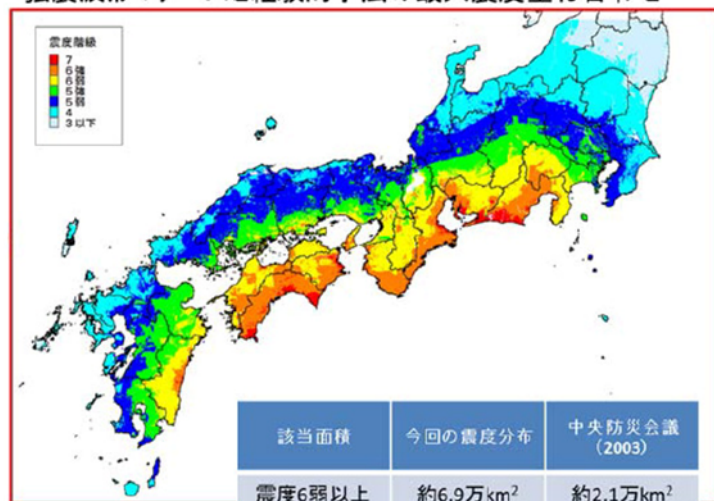 震度階級
7
6強
6弱
5強
5弱
4
3以下
該当面積
今回の震度分布
中央防災会議
(2003)
震度6弱以上
約6.9万km²
約2.1万km²